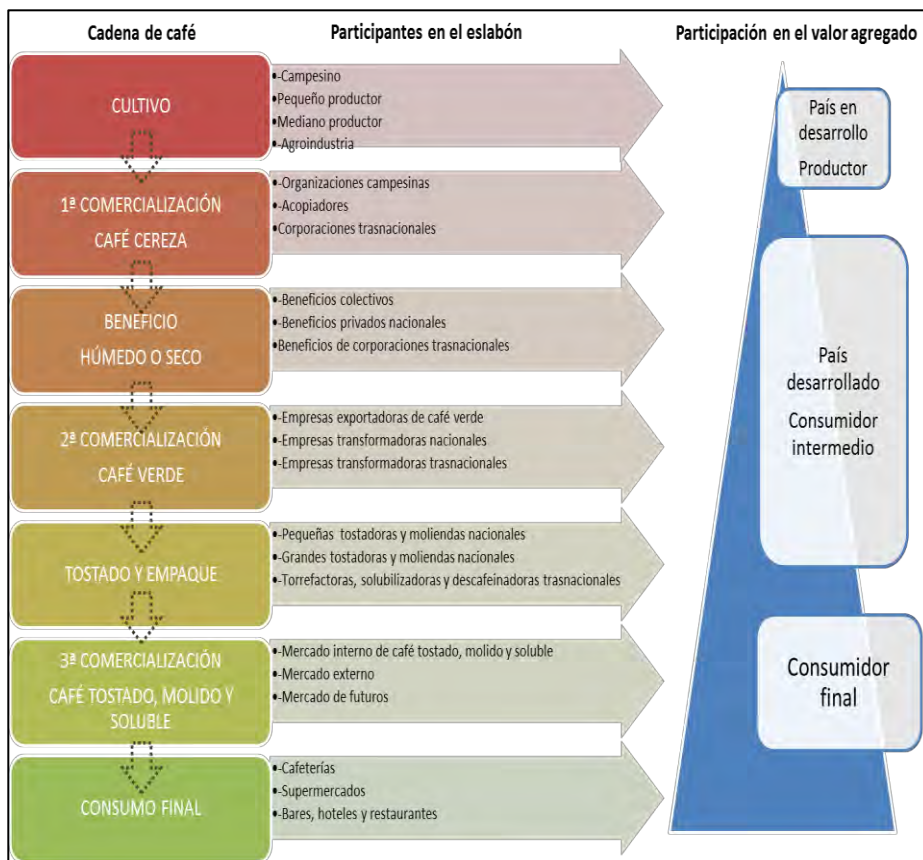 Cadena de café
Participantes en el eslabón
Participación en el valor agregado
CULTIVO
•-Campesino
•Pequeño productor
•Mediano productor
•-Agroindustria
1ª COMERCIALIZACIÓN
CAFÉ CEREZA
•-Organizaciones campesinas
•-Acopiadores
•Corporaciones trasnacionales
BENEFICIO
HÚMEDO O SECO
•-Beneficios colectivos
•-Beneficios privados nacionales
•Beneficios de corporaciones trasnacionales
2ª COMERCIALIZACIÓN
CAFÉ VERDE
•-Empresas exportadoras de café verde
•-Empresas transformadoras nacionales
•-Empresas transformadoras trasnacionales
TOSTADO Y EMPAQUE
•-Pequeñas tostadoras y moliendas nacionales
•-Grandes tostadoras y moliendas nacionales
•-Torrefactoras, solubilizadoras y descafeinadoras trasnacionales
3ª COMERCIALIZACIÓN
CAFÉ TOSTADO, MOLIDO Y
SOLUBLE
•-Mercado interno de café tostado, molido y soluble
•-Mercado externo
•-Mercado de futuros
CONSUMO FINAL
•-Cafeterías
•-Supermercados
•-Bares, hoteles y restaurantes
País en
desarrollo
Productor
País
desarrollado
Consumidor
intermedio
Consumidor
final